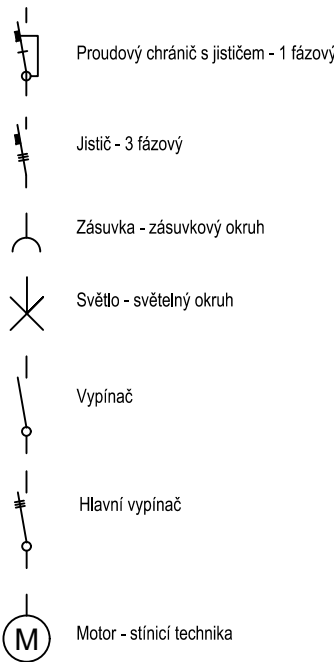 Proudový chránič s jističem - 1 fázový
Jistič - 3 fázový
Zásuvka - zásuvkový okruh
Světlo - světelný okruh
Vypínač
Hlavní vypínač
M
Motor - stínicí technika